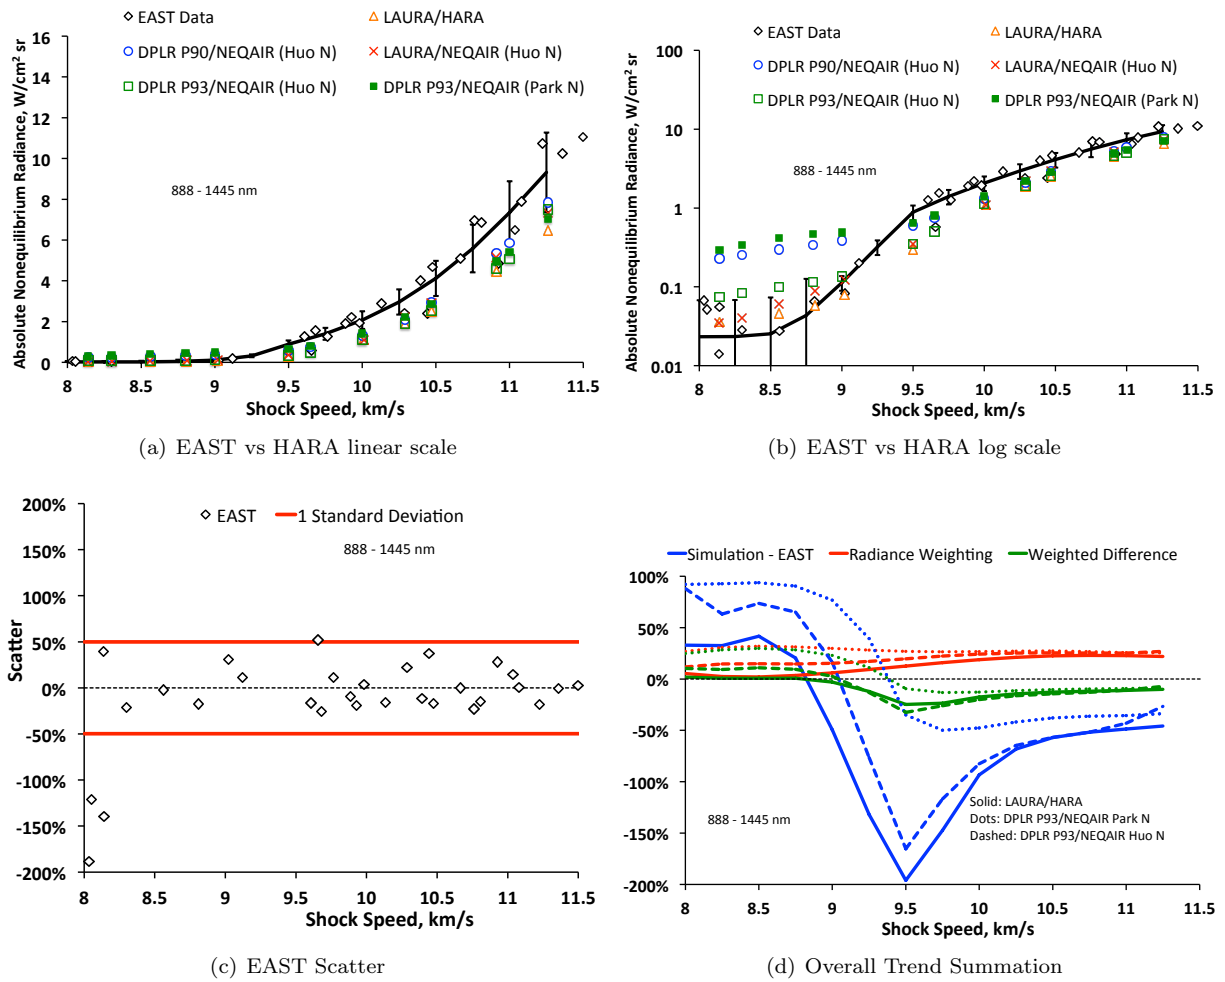 EAST Data
LAURA/HARA
DPLR P90/NEQAIR (Huo N)
LAURA/NEQAIR (Huo N)
DPLR P93/NEQAIR (Huo N)
DPLR P93/NEQAIR (Park N)
Absolute Nonequilibrium Radiance, W/cm² sr
16
14
12
10
8
6
4
2
0
888 - 1445 nm
8 8.5 9 9.5 10 10.5 11 11.5
Shock Speed, km/s
(a) EAST vs HARA linear scale
EAST Data
LAURA/HARA
DPLR P90/NEQAIR (Huo N)
LAURA/NEQAIR (Huo N)
DPLR P93/NEQAIR (Huo N)
DPLR P93/NEQAIR (Park N)
Absolute Nonequilibrium Radiance, W/cm² sr
100
10
1
0.1
0.01
888 - 1445 nm
8 8.5 9 9.5 10 10.5 11 11.5
Shock Speed, km/s
(b) EAST vs HARA log scale
EAST
1 Standard Deviation
888 - 1445 nm
Scatter
200%
150%
100%
50%
0%
-50%
-100%
-150%
-200%
8 8.5 9 9.5 10 10.5 11 11.5
Shock Speed, km/s
(c) EAST Scatter
Simulation - EAST
Radiance Weighting
Weighted Difference
100%
50%
0%
-50%
-100%
-150%
-200%
Solid: LAURA/HARA
Dots: DPLR P93/NEQAIR Park N
Dashed: DPLR P93/NEQAIR Huo N
888 - 1445 nm
8 8.5 9 9.5 10 10.5 11 11.5
Shock Speed, km/s
(d) Overall Trend Summation